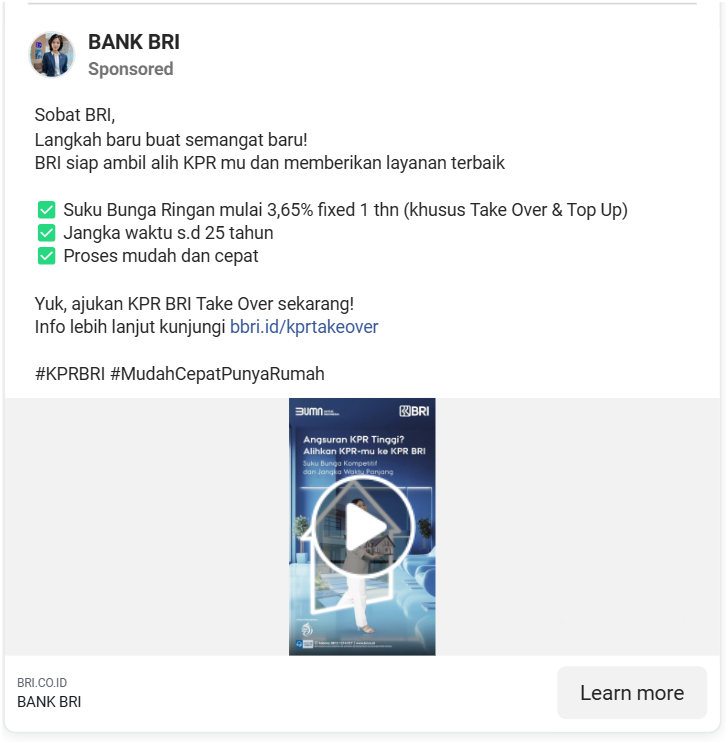 BANK BRI
Sponsored
Sobat BRI,
Langkah baru buat semangat baru!
BRI siap ambil alih KPR mu dan memberikan layanan terbaik
✅ Suku Bunga Ringan mulai 3,65% fixed 1 thn (khusus Take Over & Top Up)
✅ Jangka waktu s.d 25 tahun
✅ Proses mudah dan cepat
Yuk, ajukan KPR BRI Take Over sekarang!
Info lebih lanjut kunjungi bbri.id/kprtakeover
#KPRBRI #MudahCepatPunyaRumah
BUMN
BRI
Angsuran KPR Tinggi?
Alihkan KPR-mu ke KPR BRI
Suku Bunga Kompetitif
dan Jangka Waktu Panjang
BRI.CO.ID
BANK BRI
Learn more